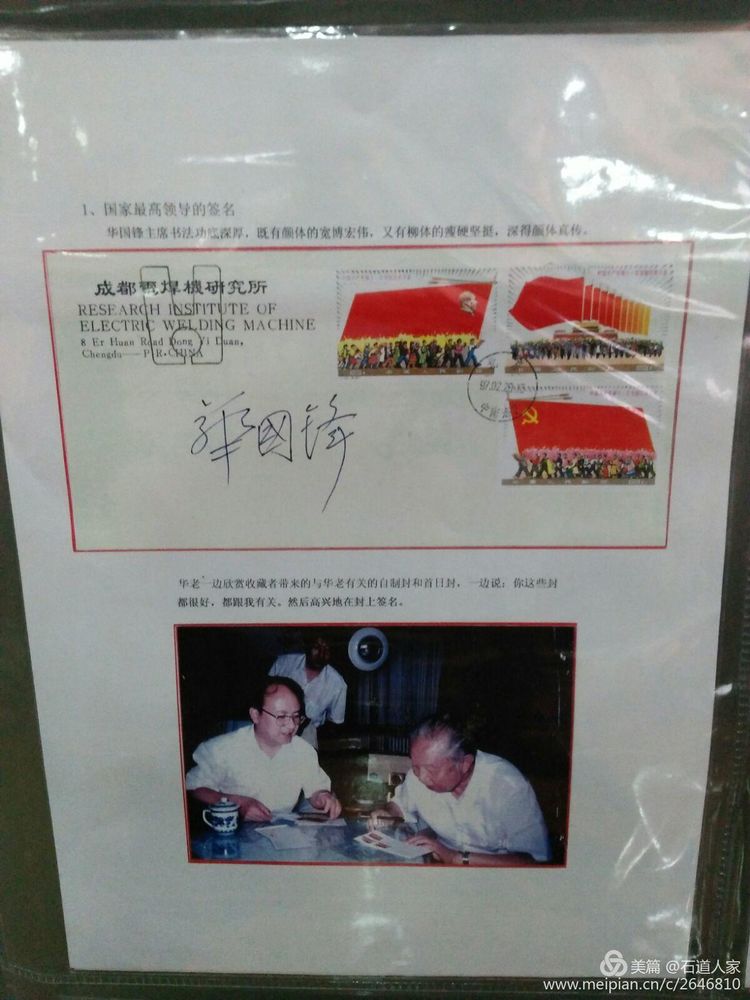 1、国家最高领导的签名
华国锋主席书法功底深厚，既有颜体的宽博宏伟，又有柳体的瘦硬坚挺，深得颜体真传。
成都電焊機研究所
RESEARCH INSTITUTE OF
ELECTRIC WELDING MACHINE
8 Er Huan Road Dong Yi Duan,
Chengdu—P.R.CHINA
華國锋
华老一边欣赏收藏者带来的与华老有关的自制封和首日封，一边说：你这些封
都很好，都跟我有关。然后高兴地在封上签名。
美篇 @石道人家
www.meipian.cn/c/2646810